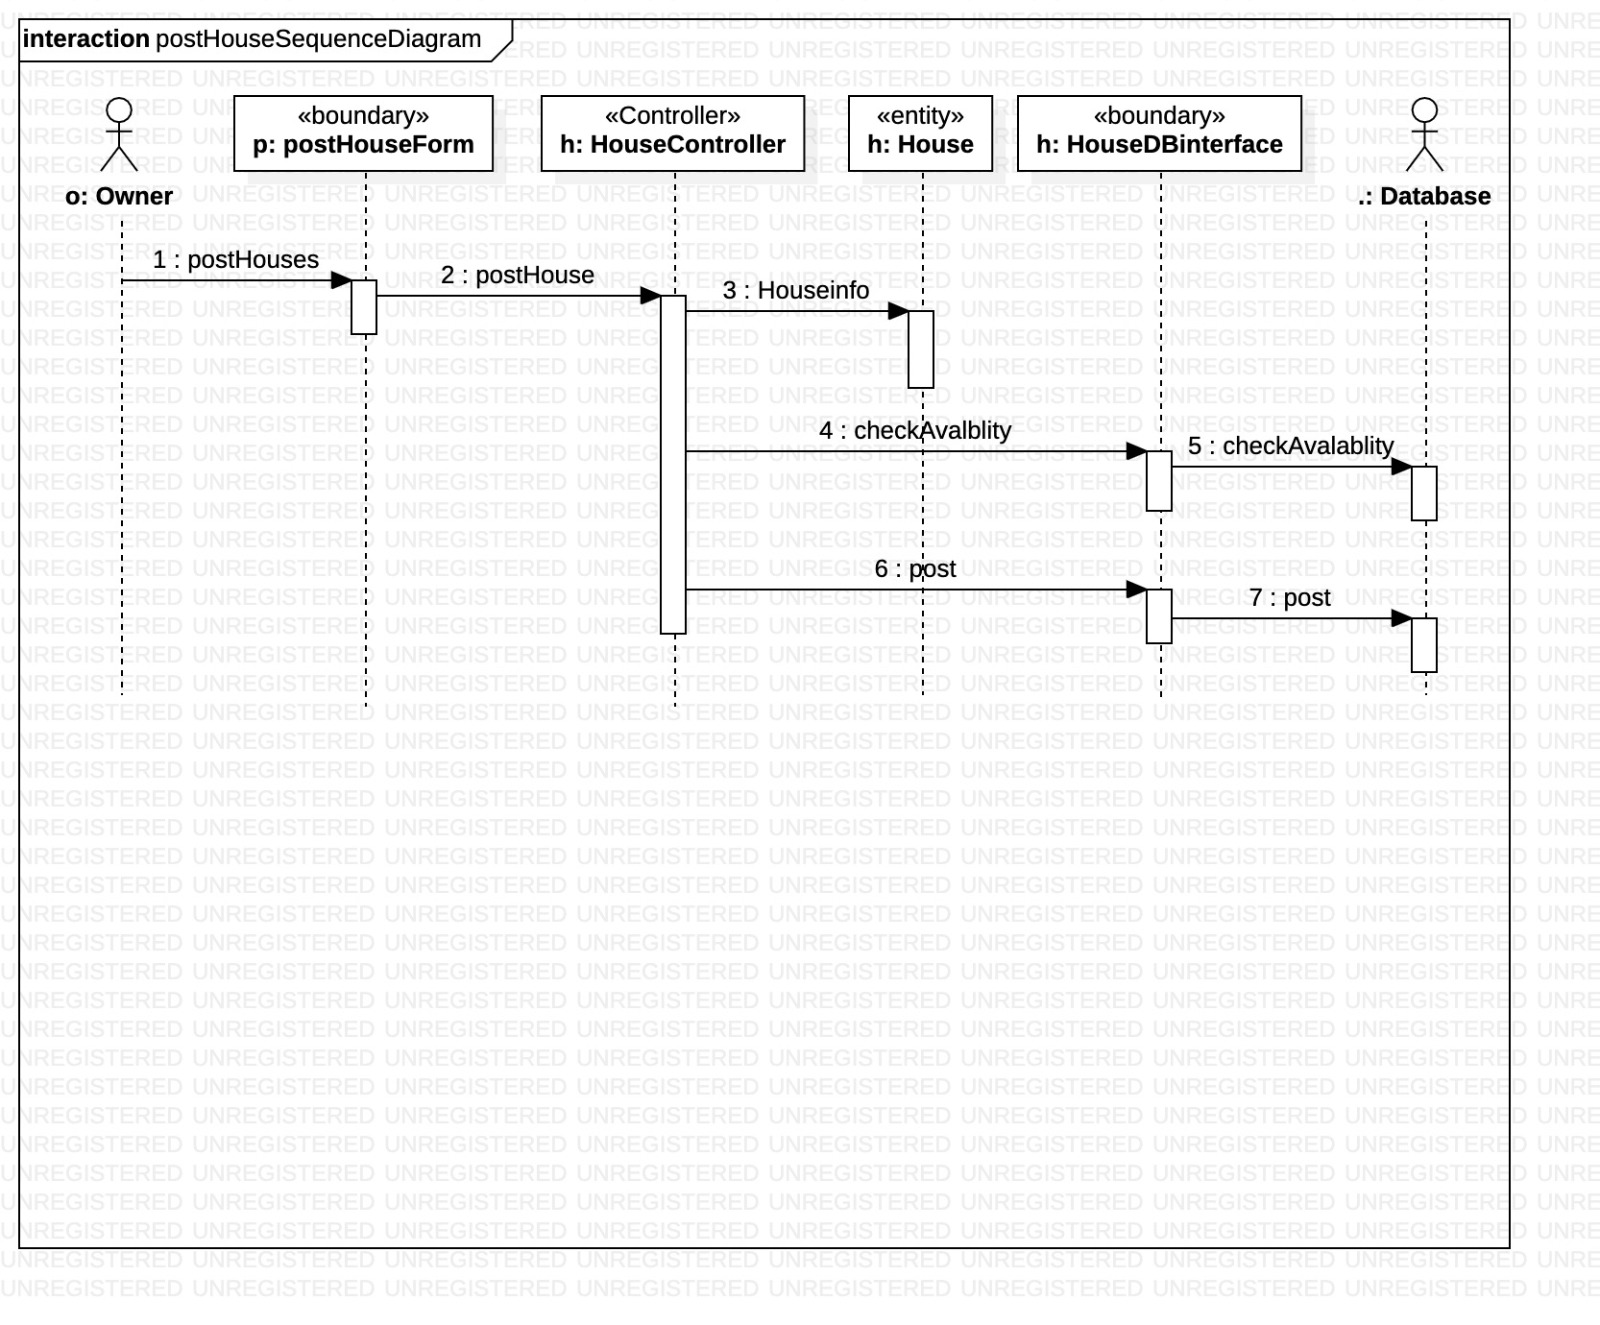 interaction postHouseSequenceDiagram
«boundary»
p: postHouseForm
«Controller»
h: HouseController
«entity»
h: House
«boundary»
h: HouseDBinterface
o: Owner
.: Database
1 : postHouses
2 : postHouse
3 : Houseinfo
4 : checkAvalblity
5 : checkAvalablity
6 : post
7 : post
UNREGISTERED